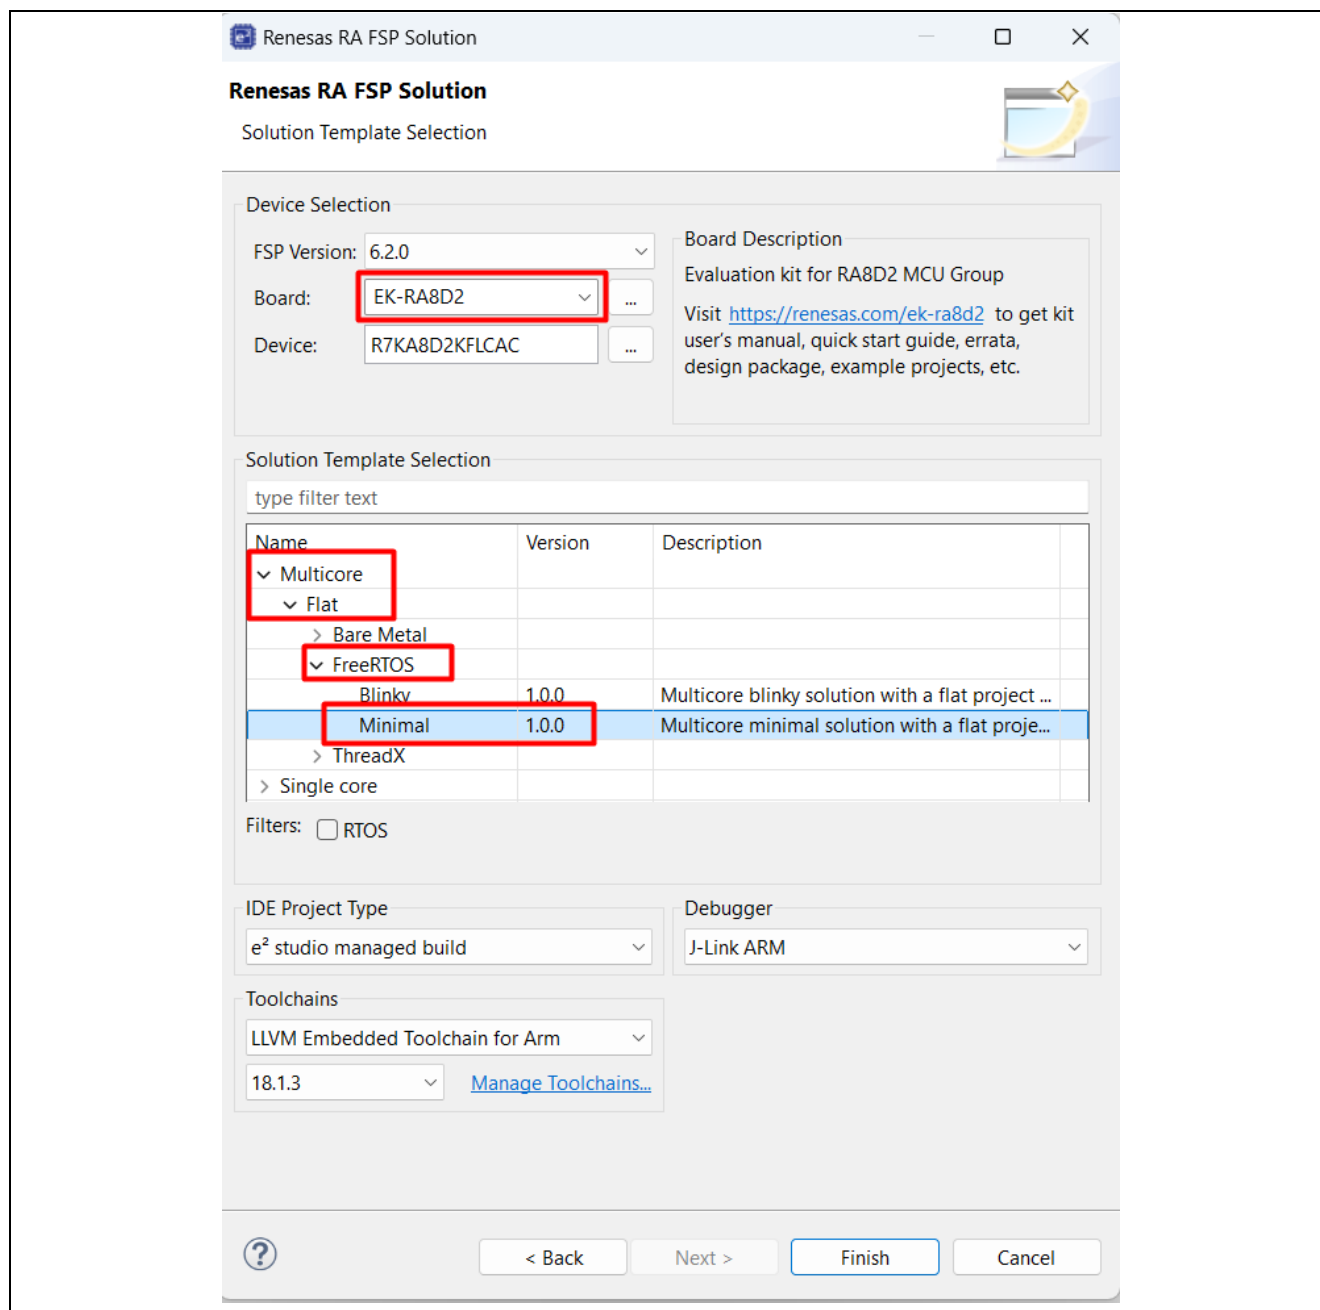 Renesas RA FSP Solution
Renesas RA FSP Solution
Solution Template Selection
Device Selection
FSP Version: 6.2.0
Board: EK-RA8D2 ...
Device: R7KA8D2KFLCAC ...
Board Description
Evaluation kit for RA8D2 MCU Group
Visit https://renesas.com/ek-ra8d2 to get kit
user's manual, quick start guide, errata,
design package, example projects, etc.
Solution Template Selection
type filter text
Name Version Description
Multicore
Flat
Bare Metal
FreeRTOS
Blinky 1.0.0 Multicore blinky solution with a flat project ...
Minimal 1.0.0 Multicore minimal solution with a flat proje...
ThreadX
Single core
Filters: RTOS
IDE Project Type
e² studio managed build
Debugger
J-Link ARM
Toolchains
LLVM Embedded Toolchain for Arm
18.1.3 Manage Toolchains...
? < Back Next > Finish Cancel